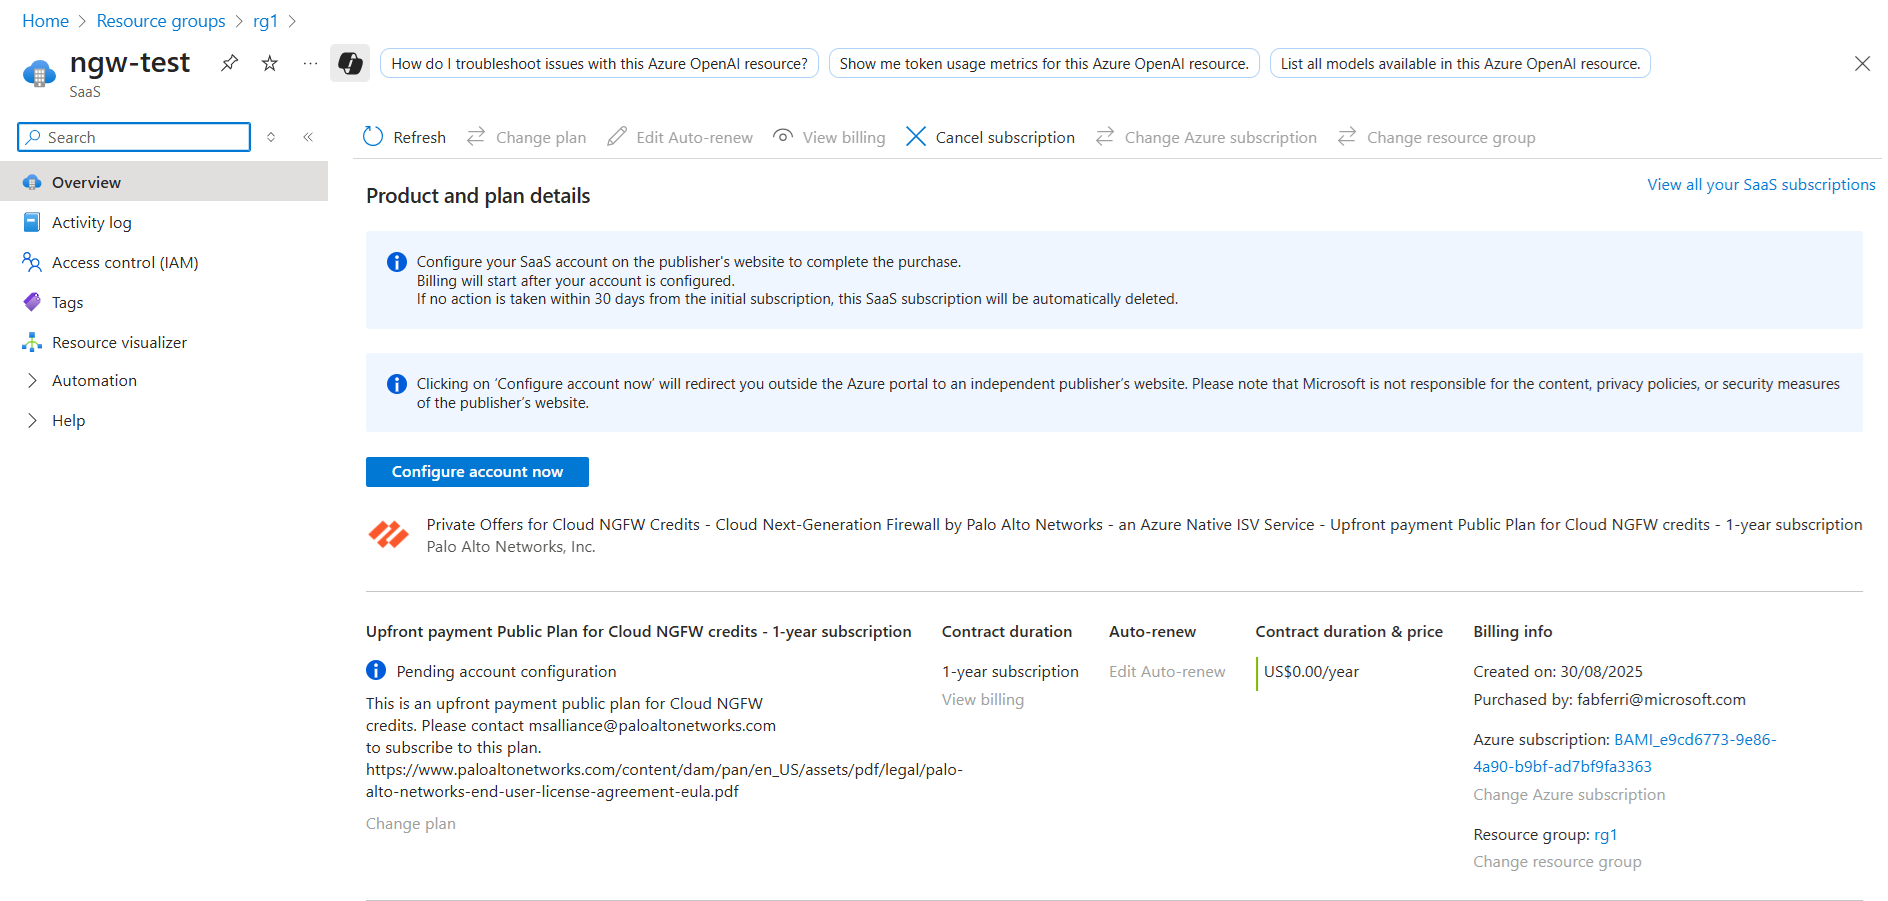 Home > Resource groups > rg1 >
ngw-test
SaaS
How do I troubleshoot issues with this Azure OpenAI resource?
Show me token usage metrics for this Azure OpenAI resource.
List all models available in this Azure OpenAI resource.
Search
Overview
Activity log
Access control (IAM)
Tags
Resource visualizer
Automation
Help
Refresh
Change plan
Edit Auto-renew
View billing
Cancel subscription
Change Azure subscription
Change resource group
View all your SaaS subscriptions
Product and plan details
Configure your SaaS account on the publisher's website to complete the purchase.
Billing will start after your account is configured.
If no action is taken within 30 days from the initial subscription, this SaaS subscription will be automatically deleted.
Clicking on ‘Configure account now’ will redirect you outside the Azure portal to an independent publisher’s website. Please note that Microsoft is not responsible for the content, privacy policies, or security measures
of the publisher’s website.
Configure account now
Private Offers for Cloud NGFW Credits - Cloud Next-Generation Firewall by Palo Alto Networks - an Azure Native ISV Service - Upfront payment Public Plan for Cloud NGFW credits - 1-year subscription
Palo Alto Networks, Inc.
Upfront payment Public Plan for Cloud NGFW credits - 1-year subscription
Pending account configuration
This is an upfront payment public plan for Cloud NGFW
credits. Please contact msalliance@paloaltonetworks.com
to subscribe to this plan.
https://www.paloaltonetworks.com/content/dam/pan/en_US/assets/pdf/legal/palo-
alto-networks-end-user-license-agreement-eula.pdf
Change plan
Contract duration
1-year subscription
View billing
Auto-renew
Edit Auto-renew
Contract duration & price
US$0.00/year
Billing info
Created on: 30/08/2025
Purchased by: fabferri@microsoft.com
Azure subscription: BAMI_e9cd6773-9e86-
4a90-b9bf-ad7bf9fa3363
Change Azure subscription
Resource group: rg1
Change resource group